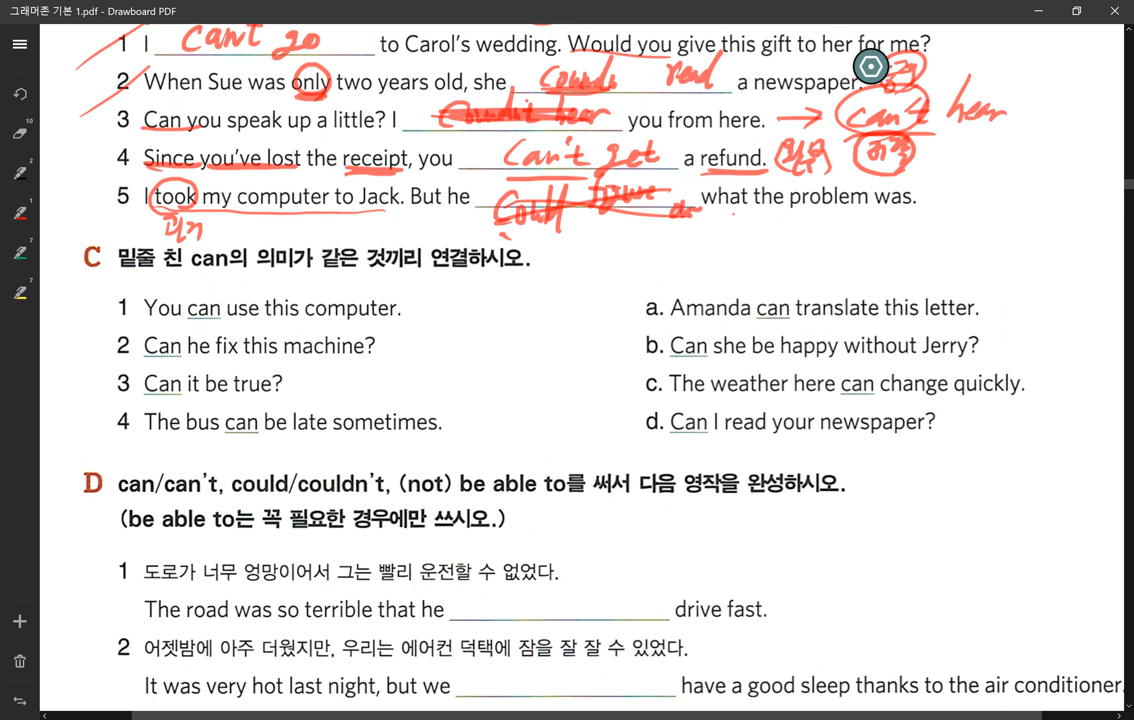 그래머존 기본 1.pdf - Drawboard PDF
1 I can't go to Carol's wedding. Would you give this gift to her for me?
2 When Sue was only two years old, she could read a newspaper.
3 Can you speak up a little? I couldn't hear you from here. → can't hear
4 Since you've lost the receipt, you can't get a refund.
5 I took my computer to Jack. But he what the problem was.
과거
C 밑줄 친 can의 의미가 같은 것끼리 연결하시오.
1 You can use this computer.
a. Amanda can translate this letter.
2 Can he fix this machine?
b. Can she be happy without Jerry?
3 Can it be true?
c. The weather here can change quickly.
4 The bus can be late sometimes.
d. Can I read your newspaper?
D can/can't, could/couldn't, (not) be able to를 써서 다음 영작을 완성하시오.
(be able to는 꼭 필요한 경우에만 쓰시오.)
1 도로가 너무 엉망이어서 그는 빨리 운전할 수 없었다.
The road was so terrible that he drive fast.
2 어젯밤에 아주 더웠지만, 우리는 에어컨 덕택에 잠을 잘 잘 수 있었다.
It was very hot last night, but we have a good sleep thanks to the air conditioner.
10
2
1
7
7